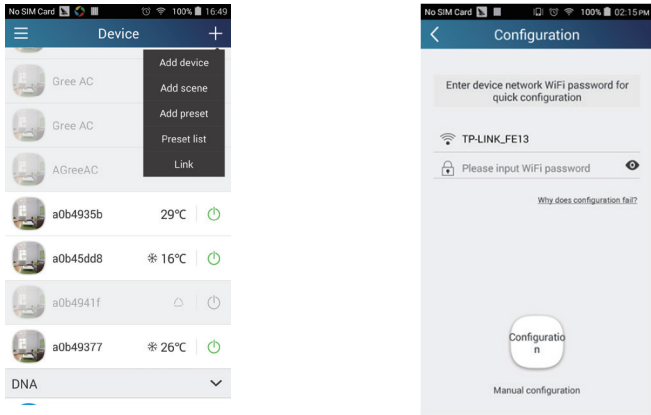 No SIM Card 100% 16:49
Device
Add device
Add scene
Add preset
Preset list
Link
Gree AC
Gree AC
AGreeAC
a0b4935b 29℃
a0b45dd8 16℃
a0b4941f
a0b49377 26℃
DNA
No SIM Card 100% 02:15 PM
Configuration
Enter device network WiFi password for
quick configuration
TP-LINK_FE13
Please input WiFi password
Why does configuration fail?
Configuratio
n
Manual configuration